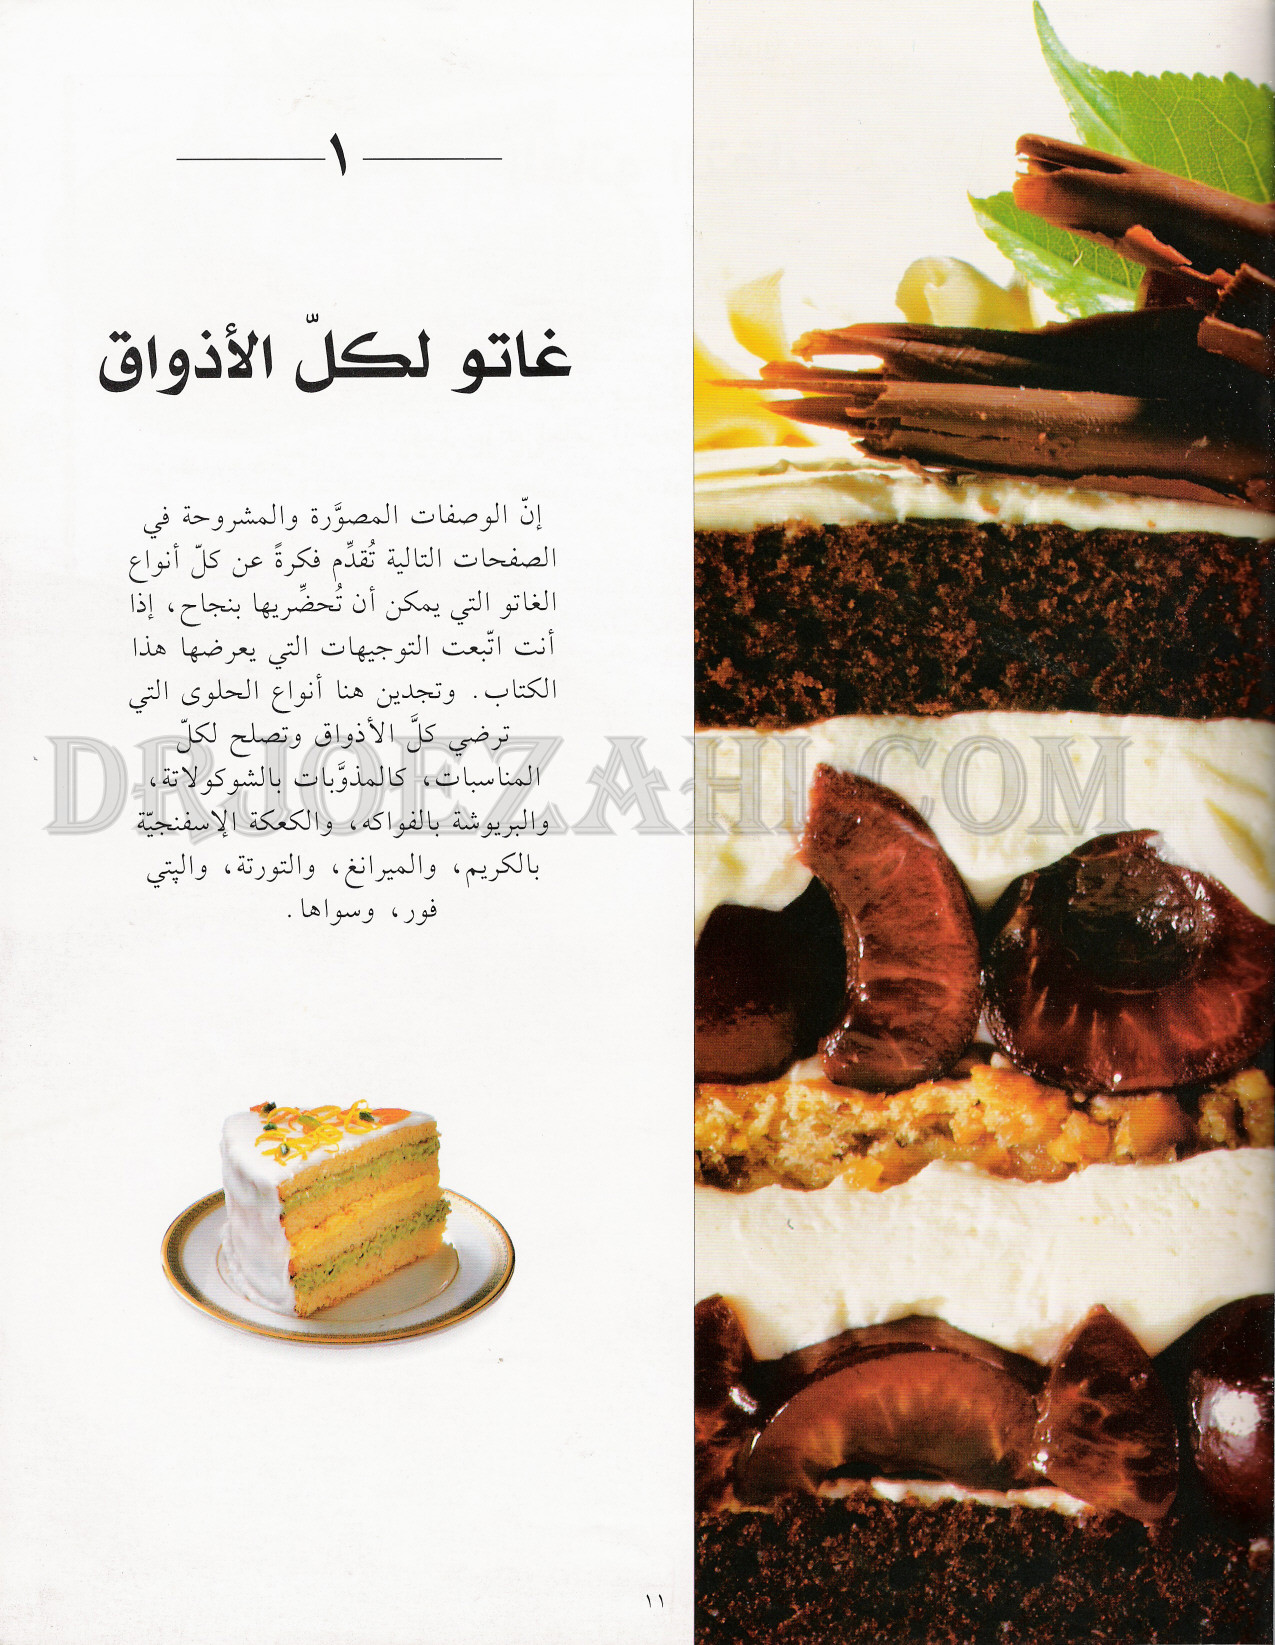 ١
غاتو لكلّ الأذواق
إنّ الوصفات المصوَّرة والمشروحة في
الصفحات التالية تُقدِّم فكرةً عن كلّ أنواع
الغاتو التي يمكن أن تُحضِّريها بنجاح، إذا
أنت اتّبعت التوجيهات التي يعرضها هذا
الكتاب. وتجدين هنا أنواع الحلوى التي
ترضي كلَّ الأذواق وتصلح لكلّ
المناسبات، كالمذوَّبات بالشوكولاتة،
والبريوشة بالفواكه، والكعكة الإسفنجيّة
بالكريم، والميرانغ، والتورتة، والپتي
فور، وسواها.
DRJOEZAHI.COM
١١